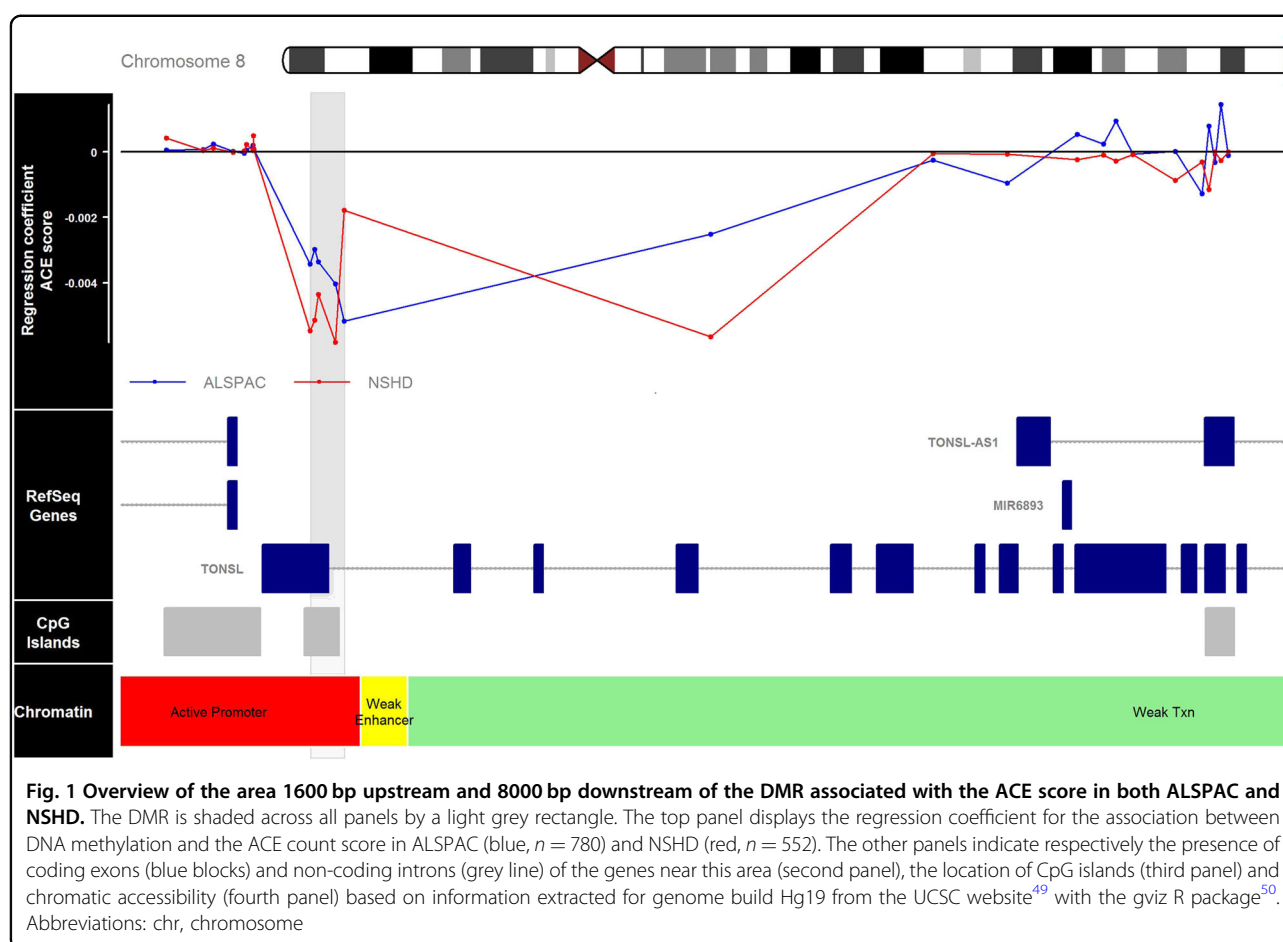 Chromosome 8
Regression coefficient
ACE score
0
-0.002
-0.004
ALSPAC
NSHD
RefSeq
Genes
TONSL-AS1
MIR6893
TONSL
CpG
Islands
Chromatin
Active Promoter
Weak
Enhancer
Weak Txn
Fig. 1 Overview of the area 1600 bp upstream and 8000 bp downstream of the DMR associated with the ACE score in both ALSPAC and
NSHD. The DMR is shaded across all panels by a light grey rectangle. The top panel displays the regression coefficient for the association between
DNA methylation and the ACE count score in ALSPAC (blue, n = 780) and NSHD (red, n = 552). The other panels indicate respectively the presence of
coding exons (blue blocks) and non-coding introns (grey line) of the genes near this area (second panel), the location of CpG islands (third panel) and
chromatic accessibility (fourth panel) based on information extracted for genome build Hg19 from the UCSC website49 with the gviz R package50.
Abbreviations: chr, chromosome